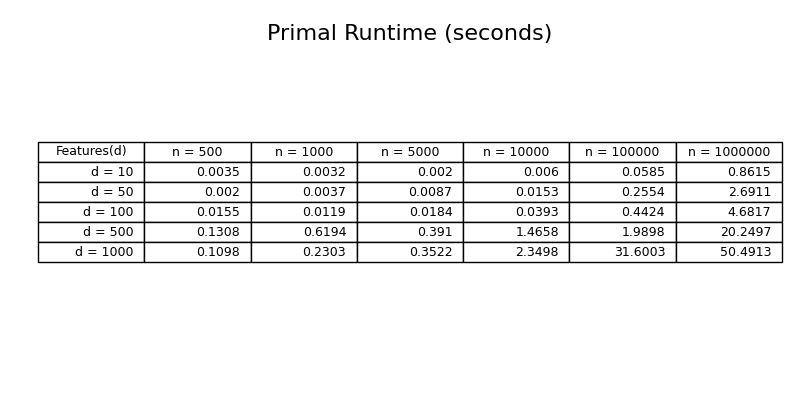 Primal Runtime (seconds)
Features(d) n = 500 n = 1000 n = 5000 n = 10000 n = 100000 n = 1000000
d = 10 0.0035 0.0032 0.002 0.006 0.0585 0.8615
d = 50 0.002 0.0037 0.0087 0.0153 0.2554 2.6911
d = 100 0.0155 0.0119 0.0184 0.0393 0.4424 4.6817
d = 500 0.1308 0.6194 0.391 1.4658 1.9898 20.2497
d = 1000 0.1098 0.2303 0.3522 2.3498 31.6003 50.4913